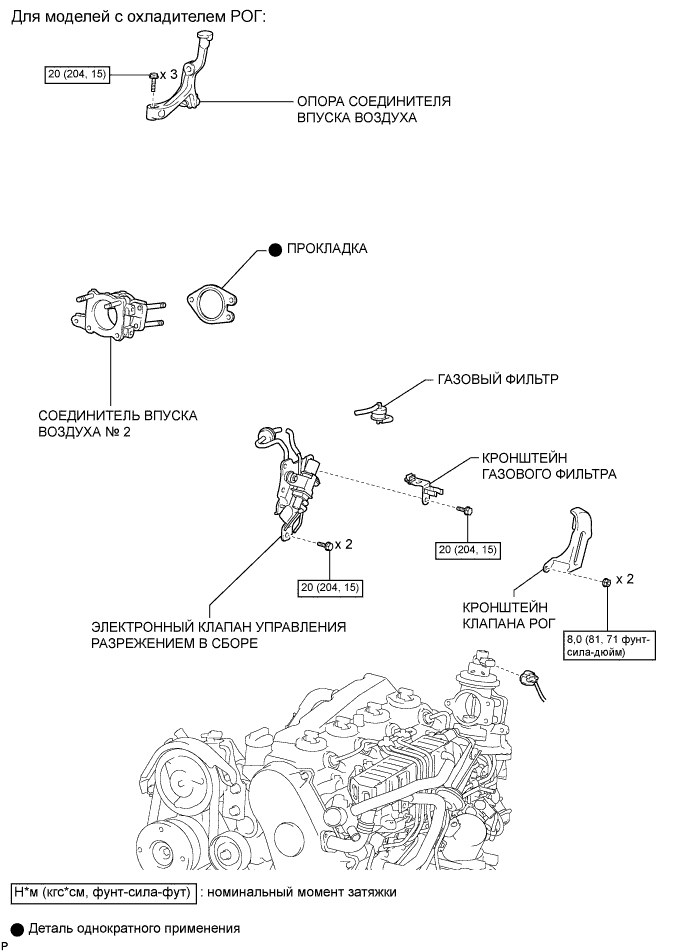 Для моделей с охладителем РОГ:
20 (204, 15)
x 3
ОПОРА СОЕДИНИТЕЛЯ
ВПУСКА ВОЗДУХА
ПРОКЛАДКА
ГАЗОВЫЙ ФИЛЬТР
СОЕДИНИТЕЛЬ ВПУСКА
ВОЗДУХА № 2
КРОНШТЕЙН
ГАЗОВОГО ФИЛЬТРА
20 (204, 15)
x 2
20 (204, 15)
x 2
КРОНШТЕЙН
КЛАПАНА РОГ
8,0 (81, 71 фунт-
сила-дюйм)
ЭЛЕКТРОННЫЙ КЛАПАН УПРАВЛЕНИЯ
РАЗРЕЖЕНИЕМ В СБОРЕ
Н*м (кгс*см, фунт-сила-фут) : номинальный момент затяжки
Деталь однократного применения
P